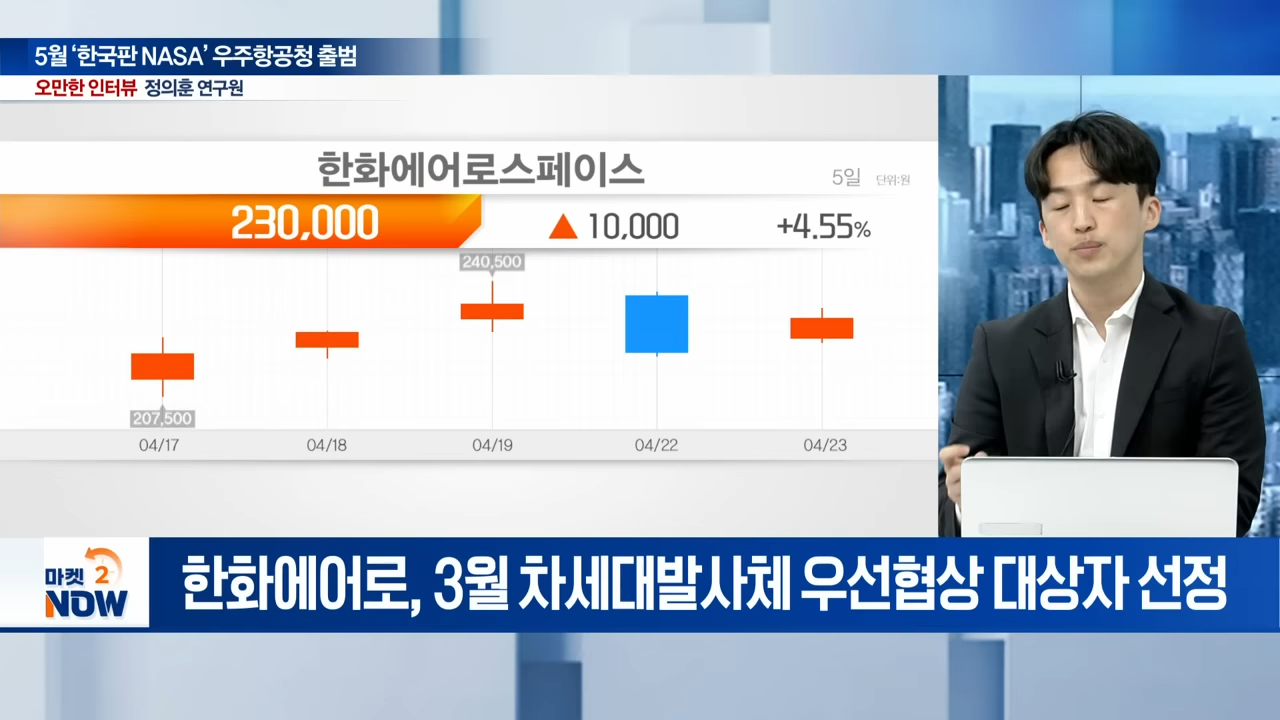 5월 ‘한국판 NASA’ 우주항공청 출범
오만한 인터뷰 정의훈 연구원
한화에어로스페이스
5일 단위:원
230,000 ▲ 10,000 +4.55%
240,500
207,500
04/17 04/18 04/19 04/22 04/23
마켓 2
NOW
한화에어로, 3월 차세대발사체 우선협상 대상자 선정